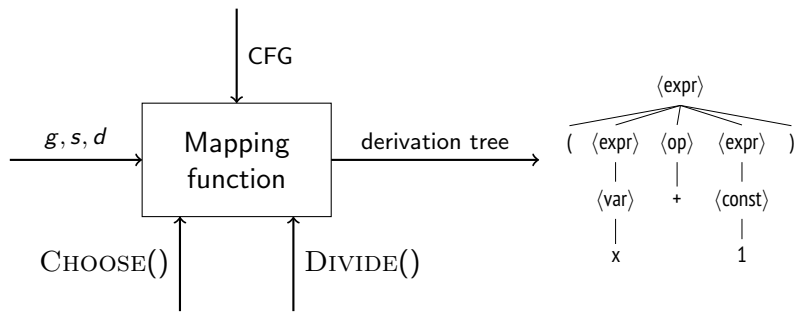 CFG
g, s, d
Mapping
function
derivation tree
CHOOSE()
DIVIDE()
⟨expr⟩
( ⟨expr⟩ ⟨op⟩ ⟨expr⟩ )
⟨var⟩ + ⟨const⟩
x 1